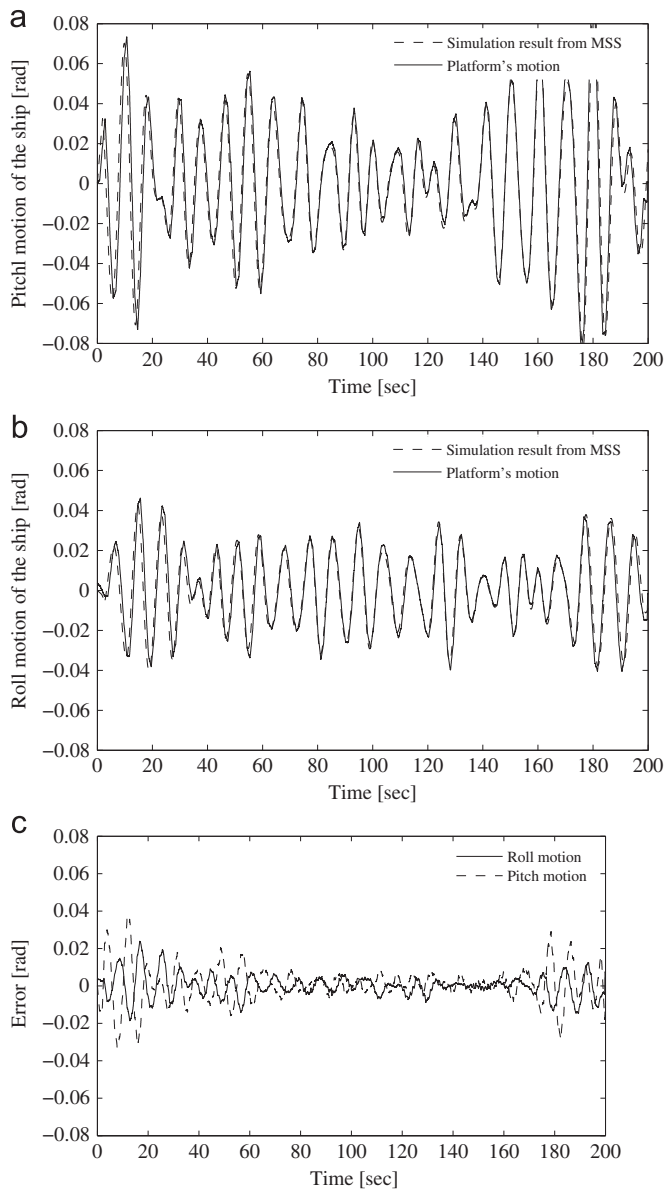 a
0.08
0.06
0.04
0.02
0
−0.02
−0.04
−0.06
−0.08
Pitchl motion of the ship [rad]
Simulation result from MSS
Platform's motion
0 20 40 60 80 100 120 140 160 180 200
Time [sec]
b
0.08
0.06
0.04
0.02
0
−0.02
−0.04
−0.06
−0.08
Roll motion of the ship [rad]
Simulation result from MSS
Platform's motion
0 20 40 60 80 100 120 140 160 180 200
Time [sec]
c
0.08
0.06
0.04
0.02
0
−0.02
−0.04
−0.06
−0.08
Error [rad]
Roll motion
Pitch motion
0 20 40 60 80 100 120 140 160 180 200
Time [sec]